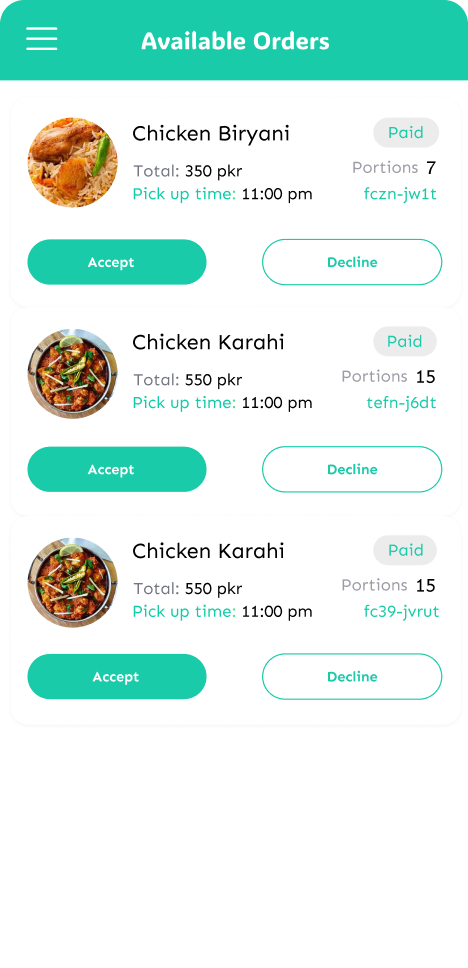 Available Orders
Chicken Biryani
Paid
Total: 350 pkr
Portions 7
Pick up time: 11:00 pm
fczn-jw1t
Accept
Decline
Chicken Karahi
Paid
Total: 550 pkr
Portions 15
Pick up time: 11:00 pm
tefn-j6dt
Accept
Decline
Chicken Karahi
Paid
Total: 550 pkr
Portions 15
Pick up time: 11:00 pm
fc39-jvrut
Accept
Decline